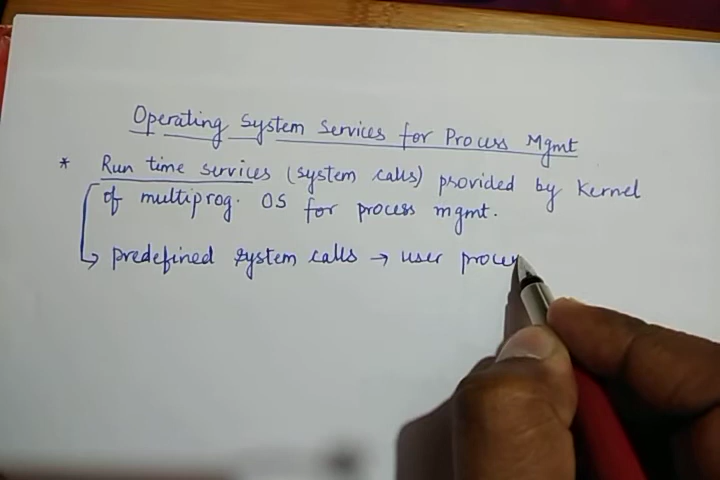 Operating System Services for Process Mgmt
* Run time services (system calls) provided by Kernel
of multiprog. OS for process mgmt.
↳ predefined system calls → user proces